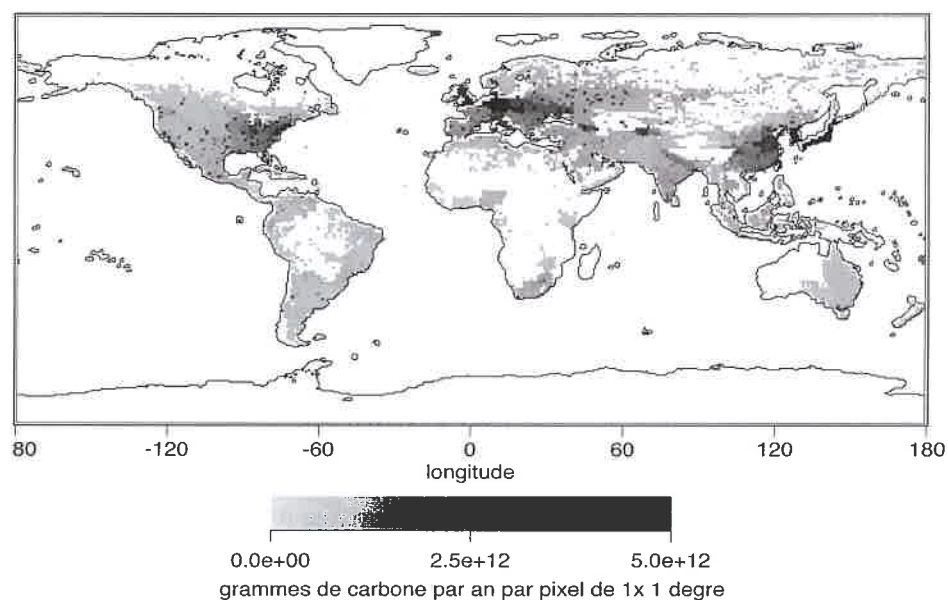 80 -120 -60 0 60 120 180
longitude
0.0e+00 2.5e+12 5.0e+12
grammes de carbone par an par pixel de 1x 1 degre